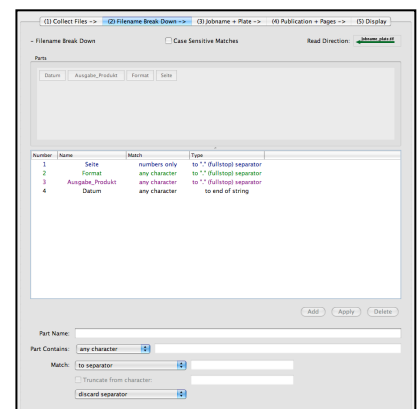 (1) Collect Files -> (2) Filename Break Down -> (3) Jobname + Plate -> (4) Publication + Pages -> (5) Display
- Filename Break Down Case Sensitive Matches Read Direction: Jobname_plate.tif
Parts
Datum Ausgabe_Produkt Format Seite
Number Name Match Type
1 Seite numbers only to "." (fullstop) separator
2 Format any character to "." (fullstop) separator
3 Ausgabe_Produkt any character to "." (fullstop) separator
4 Datum any character to end of string
Add Apply Delete
Part Name:
Part Contains: any character
Match: to separator
Truncate from character:
discard separator